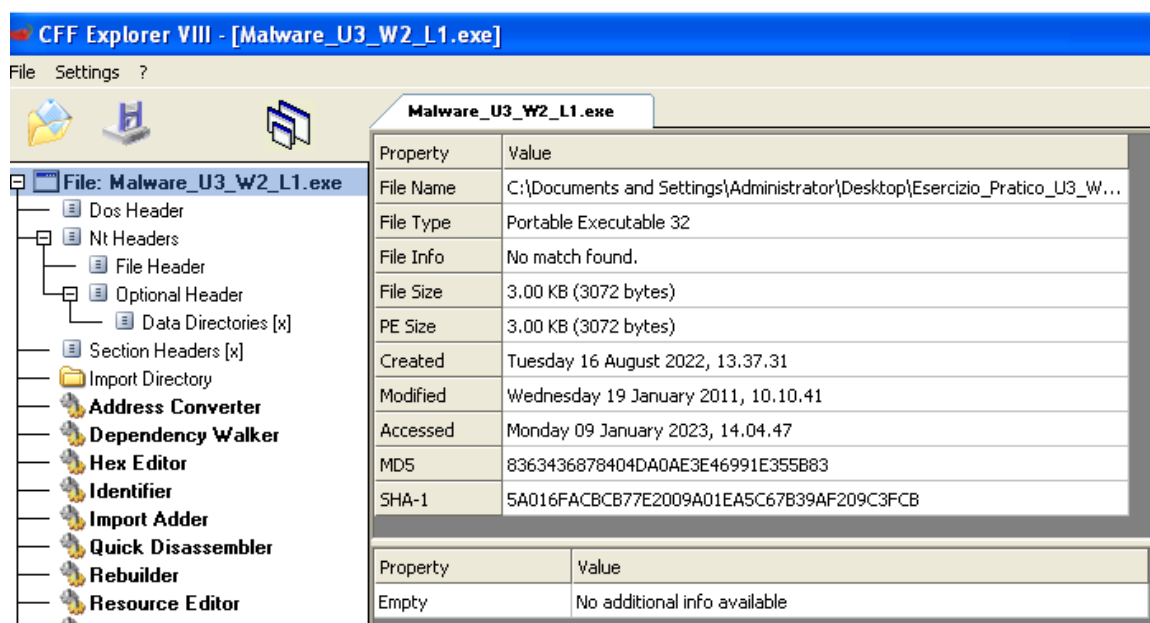 CFF Explorer VIII - [Malware_U3_W2_L1.exe]
File Settings ?
Malware_U3_W2_L1.exe
Property Value
File: Malware_U3_W2_L1.exe
Dos Header
Nt Headers
File Header
Optional Header
Data Directories [x]
Section Headers [x]
Import Directory
Address Converter
Dependency Walker
Hex Editor
Identifier
Import Adder
Quick Disassembler
Rebuilder
Resource Editor
File Name C:\Documents and Settings\Administrator\Desktop\Esercizio_Pratico_U3_W...
File Type Portable Executable 32
File Info No match found.
File Size 3.00 KB (3072 bytes)
PE Size 3.00 KB (3072 bytes)
Created Tuesday 16 August 2022, 13.37.31
Modified Wednesday 19 January 2011, 10.10.41
Accessed Monday 09 January 2023, 14.04.47
MD5 8363436878404DA0AE3E46991E355B83
SHA-1 5A016FACBCB77E2009A01EA5C67B39AF209C3FCB
Property Value
Empty No additional info available